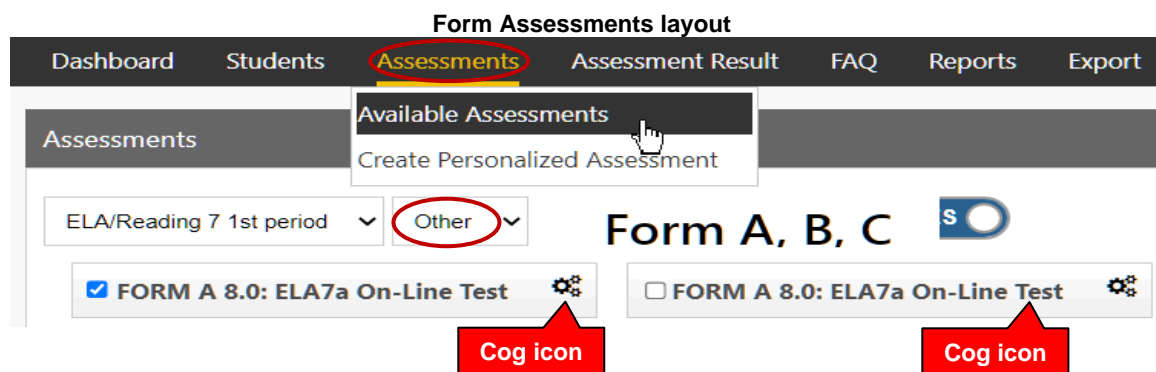 Form Assessments layout
Dashboard Students Assessments Assessment Result FAQ Reports Export
Available Assessments
Assessments
Create Personalized Assessment
ELA/Reading 7 1st period Other Form A, B, C S
FORM A 8.0: ELA7a On-Line Test FORM A 8.0: ELA7a On-Line Test
Cog icon Cog icon